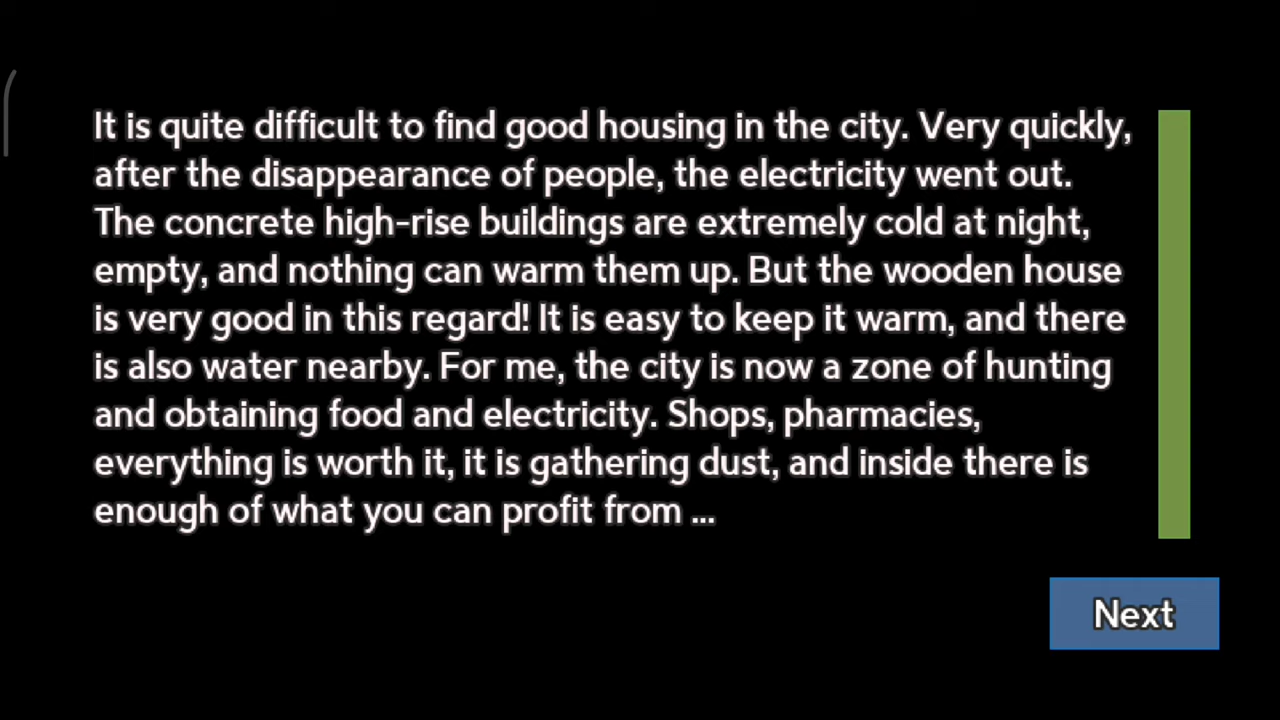 It is quite difficult to find good housing in the city. Very quickly,
after the disappearance of people, the electricity went out.
The concrete high-rise buildings are extremely cold at night,
empty, and nothing can warm them up. But the wooden house
is very good in this regard! It is easy to keep it warm, and there
is also water nearby. For me, the city is now a zone of hunting
and obtaining food and electricity. Shops, pharmacies,
everything is worth it, it is gathering dust, and inside there is
enough of what you can profit from ...
Next